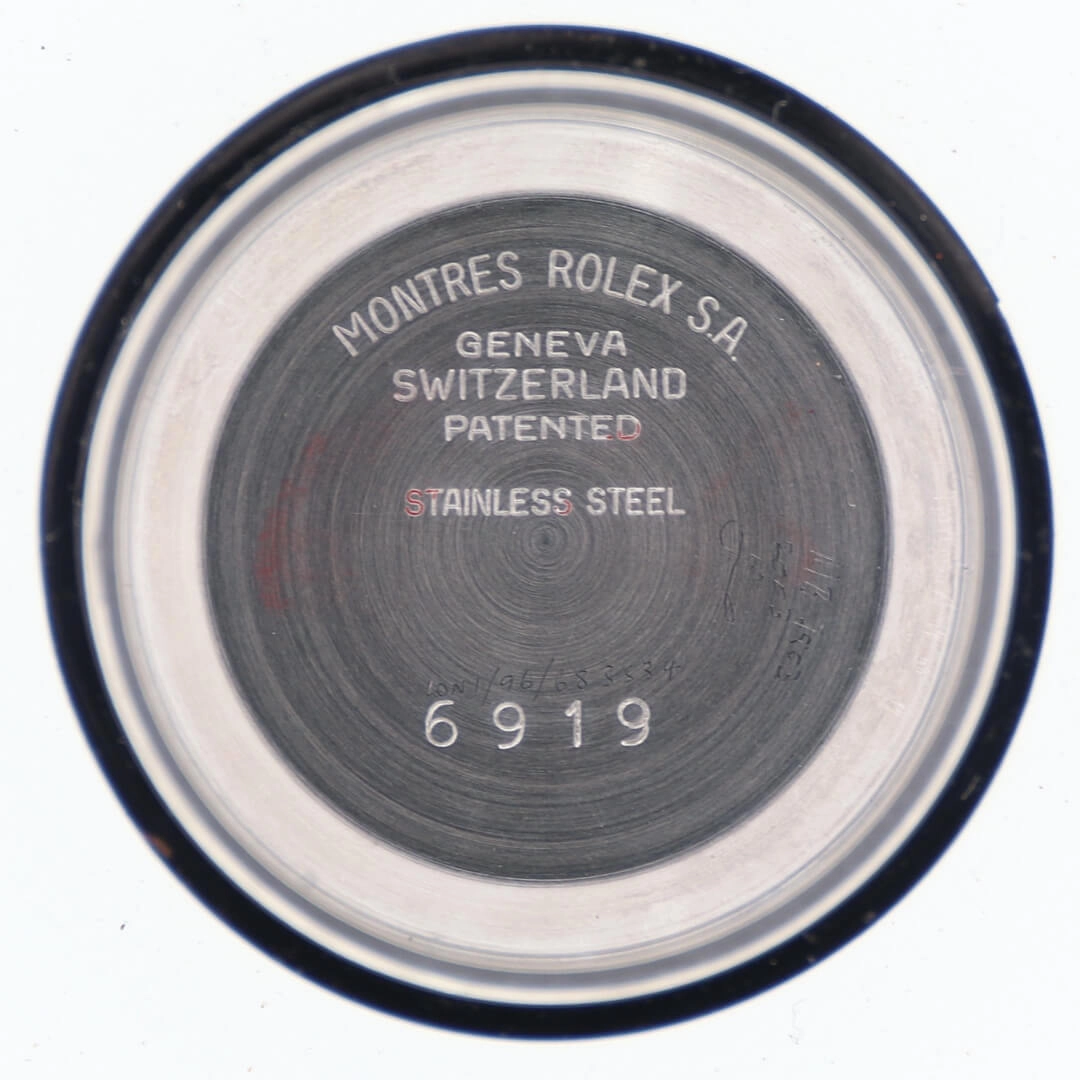 MONTRES ROLEX S.A.
GENEVA
SWITZERLAND
PATENTED
STAINLESS STEEL
6919